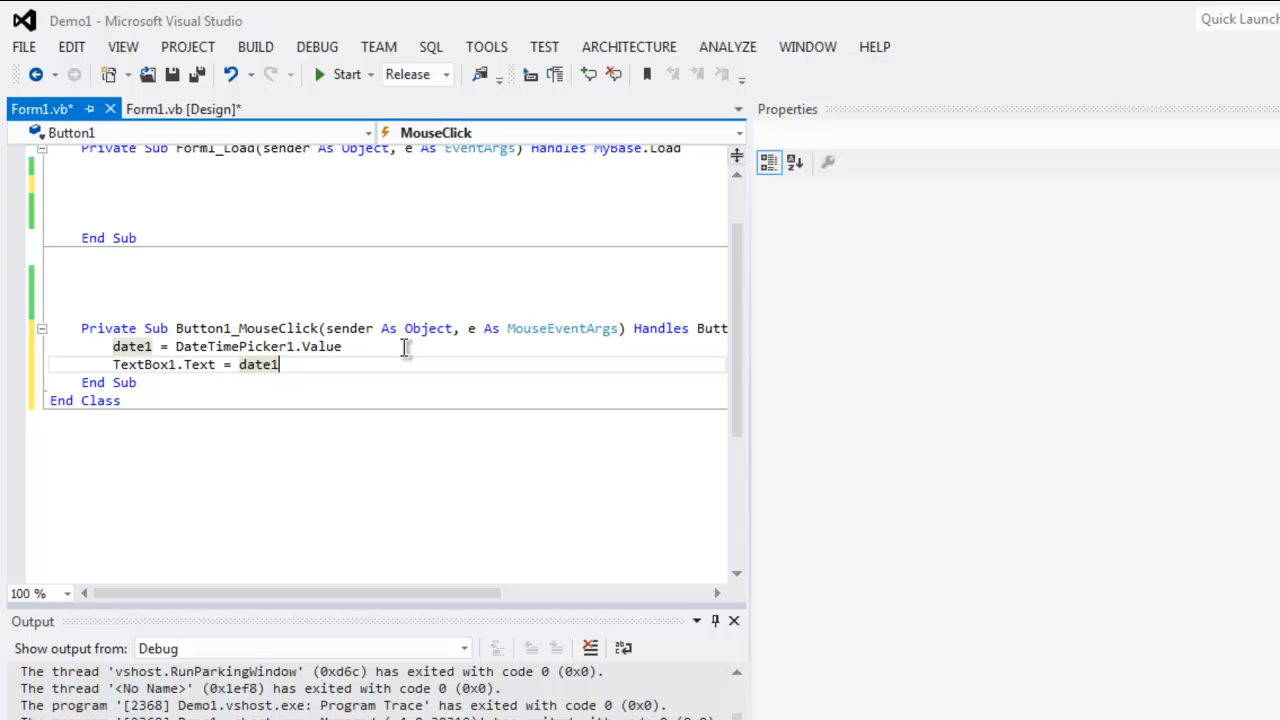 Demo1 - Microsoft Visual Studio
Quick Launch
FILE EDIT VIEW PROJECT BUILD DEBUG TEAM SQL TOOLS TEST ARCHITECTURE ANALYZE WINDOW HELP
Start Release
Form1.vb* Form1.vb [Design]* Properties
Button1 MouseClick
Private Sub Form1_Load(sender As Object, e As EventArgs) Handles MyBase.Load
End Sub
Private Sub Button1_MouseClick(sender As Object, e As MouseEventArgs) Handles Butt
date1 = DateTimePicker1.Value
TextBox1.Text = date1
End Sub
End Class
100 %
Output
Show output from: Debug
The thread 'vshost.RunParkingWindow' (0xd6c) has exited with code 0 (0x0).
The thread '<No Name>' (0x1ef8) has exited with code 0 (0x0).
The program '[2368] Demo1.vshost.exe: Program Trace' has exited with code 0 (0x0).